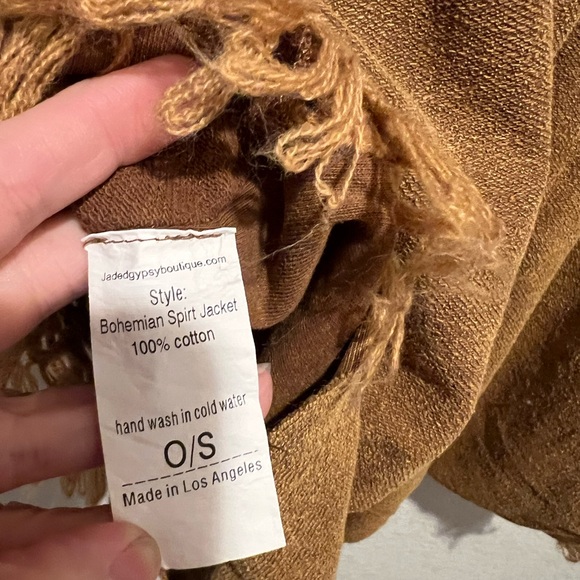 Jadedgypsyboutique.com
Style:
Bohemian Spirt Jacket
100% cotton
hand wash in cold water
O/S
Made in Los Angeles